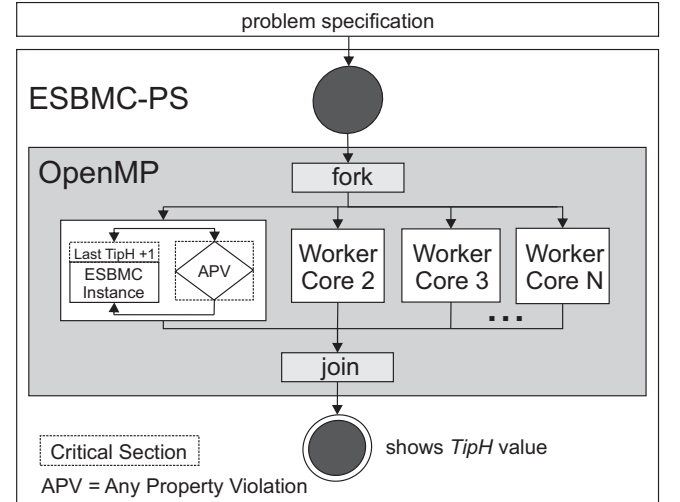 problem specification
ESBMC-PS
OpenMP
fork
Last TipH +1
ESBMC
Instance
APV
Worker
Core 2
Worker
Core 3
Worker
Core N
...
join
shows TipH value
Critical Section
APV = Any Property Violation